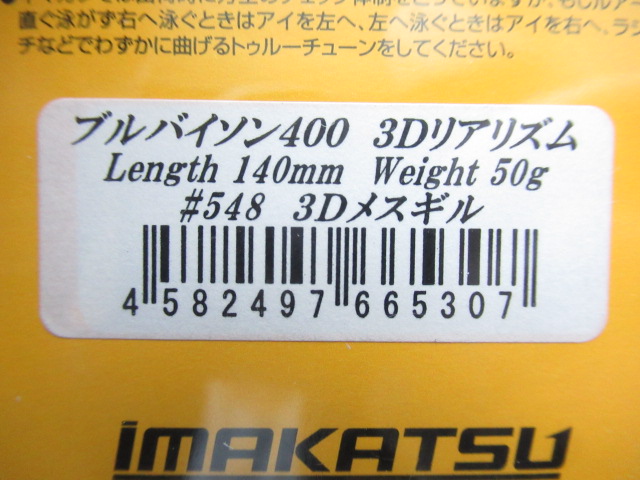 直ぐ泳がず右へ泳ぐときはアイを左へ、左へ泳ぐときはアイを右へ、ラジ
チなどでわずかに曲げるトゥルーチューンをしてください。
ブルバイソン400 3Dリアリズム
Length 140mm Weight 50g
#548 3Dメスギル
4 582497 665307
iMAKATSU